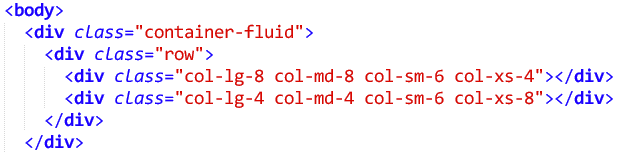 <body>
<div class="container-fluid">
<div class="row">
<div class="col-lg-8 col-md-8 col-sm-6 col-xs-4"></div>
<div class="col-lg-4 col-md-4 col-sm-6 col-xs-8"></div>
</div>
</div>